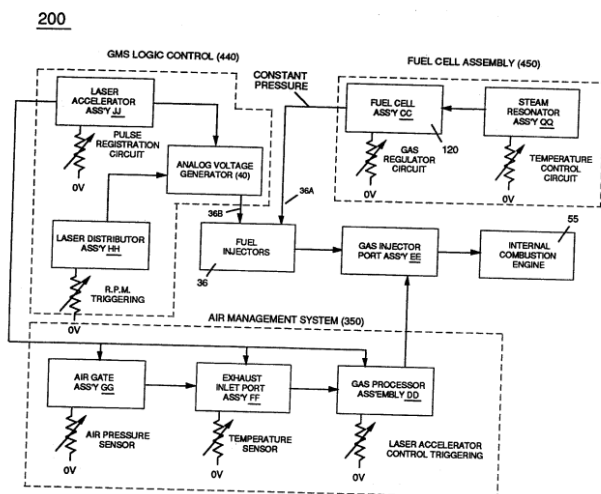 200
GMS LOGIC CONTROL (440)
FUEL CELL ASSEMBLY (450)
CONSTANT
PRESSURE
LASER
ACCELERATOR
ASS'Y JJ
PULSE
REGISTRATION
CIRCUIT
0V
ANALOG VOLTAGE
GENERATOR (40)
FUEL CELL
ASS'Y CC
120
GAS
REGULATOR
CIRCUIT
0V
STEAM
RESONATOR
ASS'Y QQ
TEMPERATURE
CONTROL
CIRCUIT
0V
36B
36A
LASER DISTRIBUTOR
ASS'Y HH
R.P.M.
TRIGGERING
0V
FUEL
INJECTORS
36
GAS INJECTOR
PORT ASS'Y EE
55
INTERNAL
COMBUSTION
ENGINE
AIR MANAGEMENT SYSTEM (350)
AIR GATE
ASS'Y GG
AIR PRESSURE
SENSOR
0V
EXHAUST
INLET PORT
ASS'Y FF
TEMPERATURE
SENSOR
0V
GAS PROCESSOR
ASS'EMBLY DD
LASER ACCELERATOR
CONTROL TRIGGERING
0V